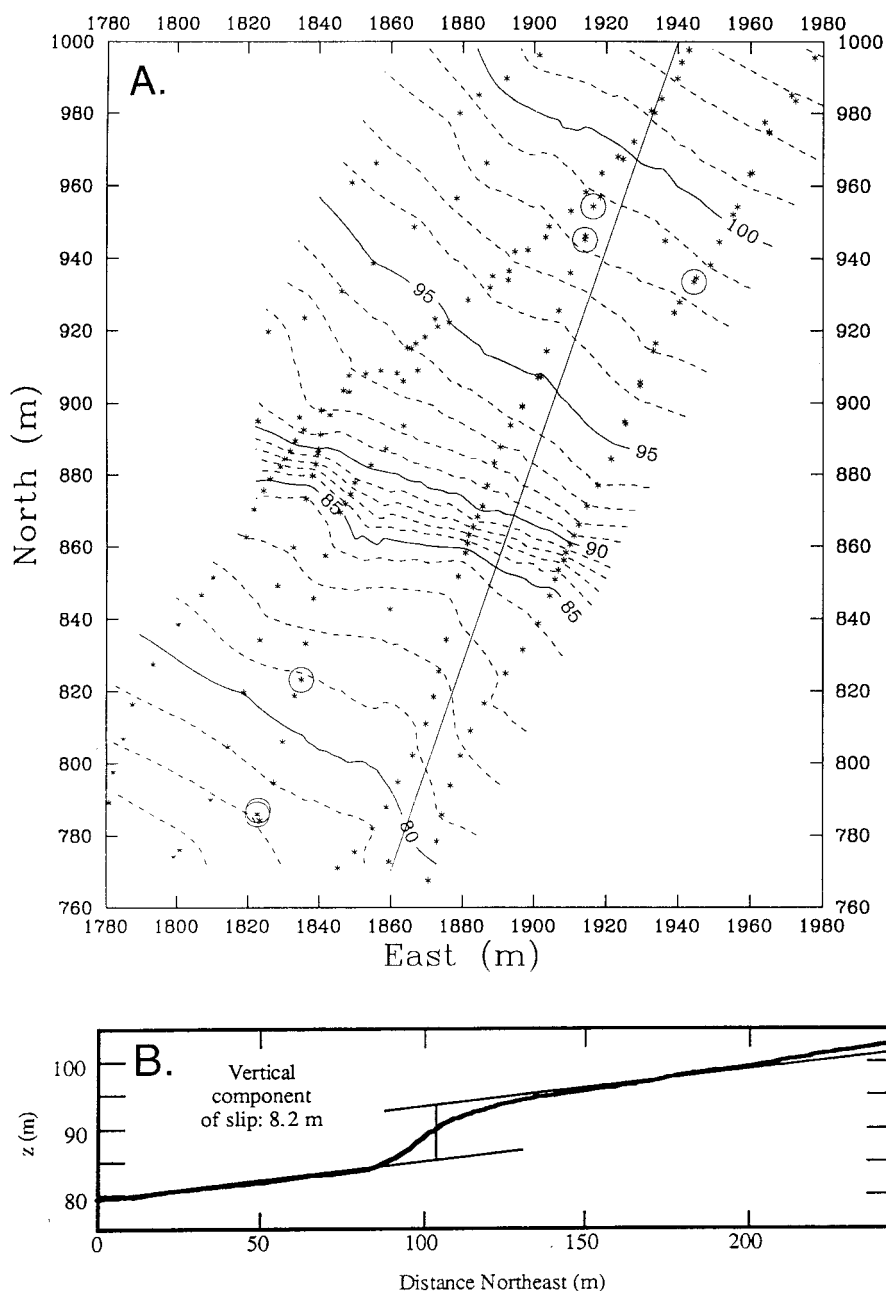 1780 1800 1820 1840 1860 1880 1900 1920 1940 1960 1980
1000 1000
A.
980 980
960 960
100
940 940
95
920 920
900 900
95
880 880
85
90
860 860
85
840 840
820 820
800 800
80
780 780
760 760
1780 1800 1820 1840 1860 1880 1900 1920 1940 1960 1980
North (m)
East (m)
B.
Vertical
component
of slip: 8.2 m
100
90
80
z (m)
0 50 100 150 200
Distance Northeast (m)